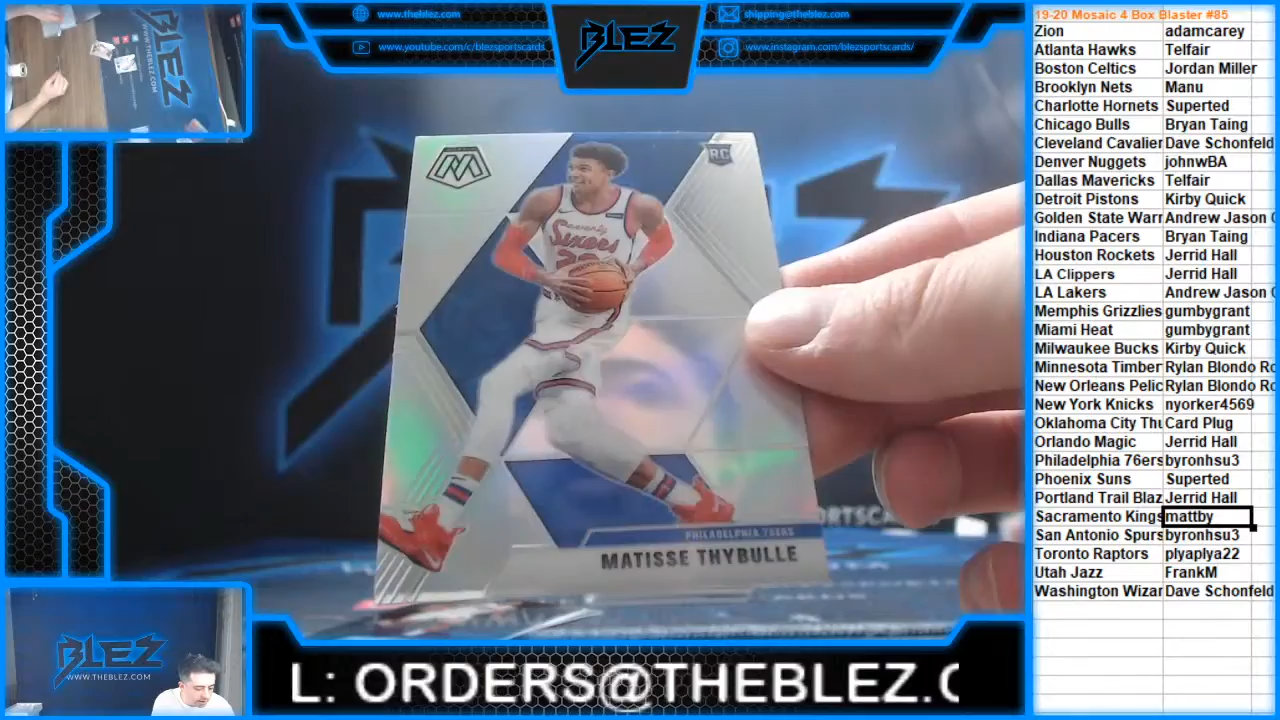 www.theblez.com
shipping@theblez.com
www.youtube.com/c/blezsportscards
www.instagram.com/blezsportscards/
BLEZ
RC
Sixers
22
PHILADELPHIA 76ERS
MATISSE THYBULLE
BLEZ
WWW.THEBLEZ.COM
L: ORDERS@THEBLEZ.C
19-20 Mosaic 4 Box Blaster #85
Zion adamcarey
Atlanta Hawks Telfair
Boston Celtics Jordan Miller
Brooklyn Nets Manu
Charlotte Hornets Superted
Chicago Bulls Bryan Taing
Cleveland Cavalier Dave Schonfeld
Denver Nuggets johnwBA
Dallas Mavericks Telfair
Detroit Pistons Kirby Quick
Golden State Warr Andrew Jason
Indiana Pacers Bryan Taing
Houston Rockets Jerrid Hall
LA Clippers Jerrid Hall
LA Lakers Andrew Jason
Memphis Grizzlies gumbygrant
Miami Heat gumbygrant
Milwaukee Bucks Kirby Quick
Minnesota Timber Rylan Blondo Ro
New Orleans Pelic Rylan Blondo Ro
New York Knicks nyorker4569
Oklahoma City Thu Card Plug
Orlando Magic Jerrid Hall
Philadelphia 76ers byronhsu3
Phoenix Suns Superted
Portland Trail Blaz Jerrid Hall
Sacramento Kings mattby
San Antonio Spurs byronhsu3
Toronto Raptors plyaplya22
Utah Jazz FrankM
Washington Wizar Dave Schonfeld